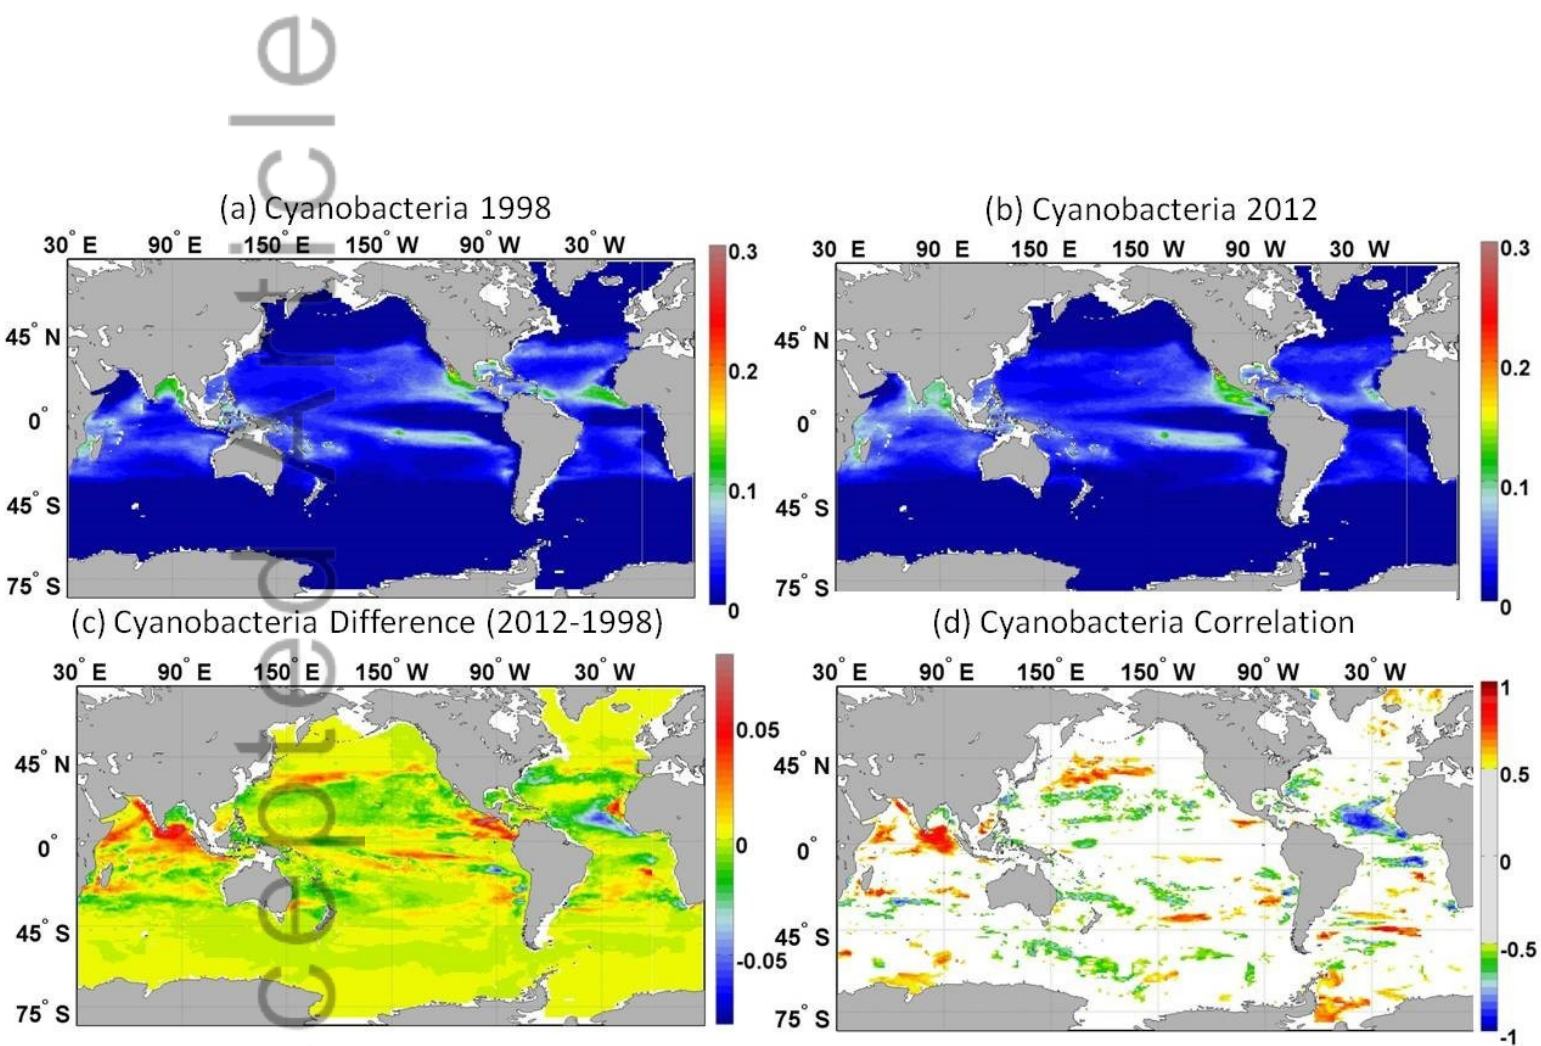 Accepted Article
(a) Cyanobacteria 1998
30° E 90° E 150° E 150° W 90° W 30° W
45° N
0°
45° S
75° S
0.3
0.2
0.1
0
(b) Cyanobacteria 2012
30 E 90 E 150 E 150 W 90 W 30 W
45° N
0°
45° S
75° S
0.3
0.2
0.1
0
(c) Cyanobacteria Difference (2012-1998)
30° E 90° E 150° E 150° W 90° W 30° W
45° N
0°
45° S
75° S
0.05
0
-0.05
(d) Cyanobacteria Correlation
30° E 90° E 150° E 150° W 90° W 30° W
45° N
0°
45° S
75° S
1
0.5
0
-0.5
-1